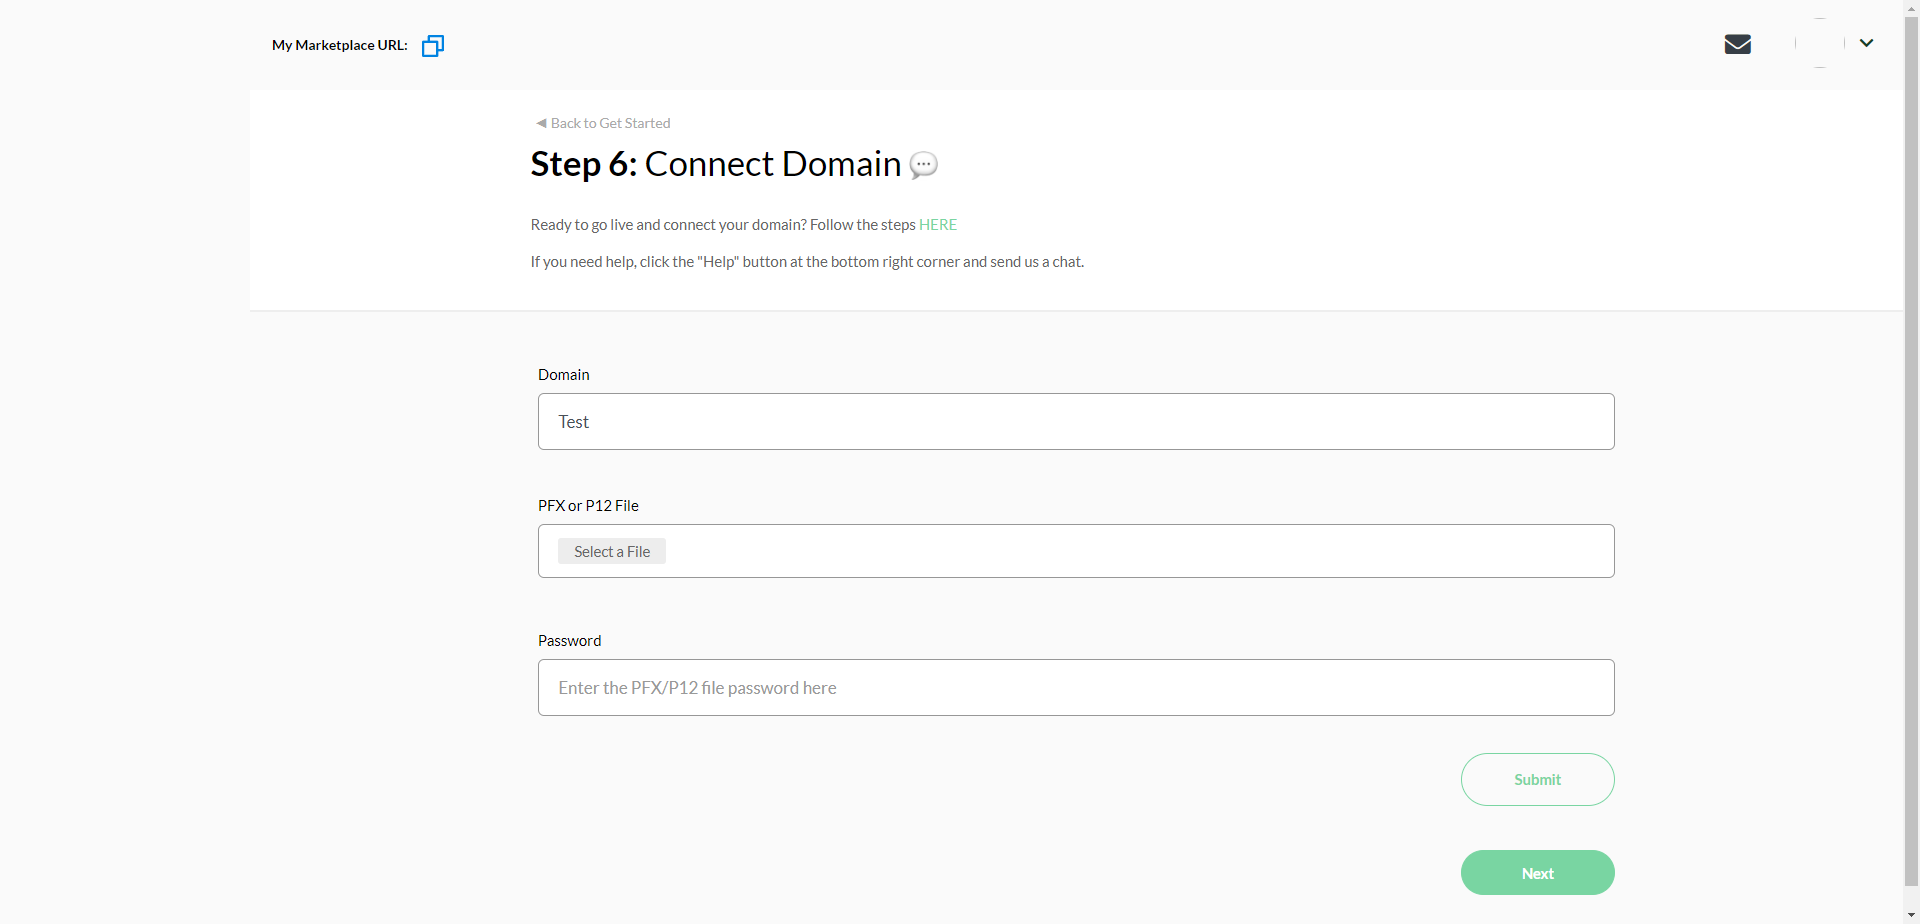 My Marketplace URL:
◀ Back to Get Started
Step 6: Connect Domain 💬
Ready to go live and connect your domain? Follow the steps HERE
If you need help, click the "Help" button at the bottom right corner and send us a chat.
Domain
Test
PFX or P12 File
Select a File
Password
Enter the PFX/P12 file password here
Submit
Next